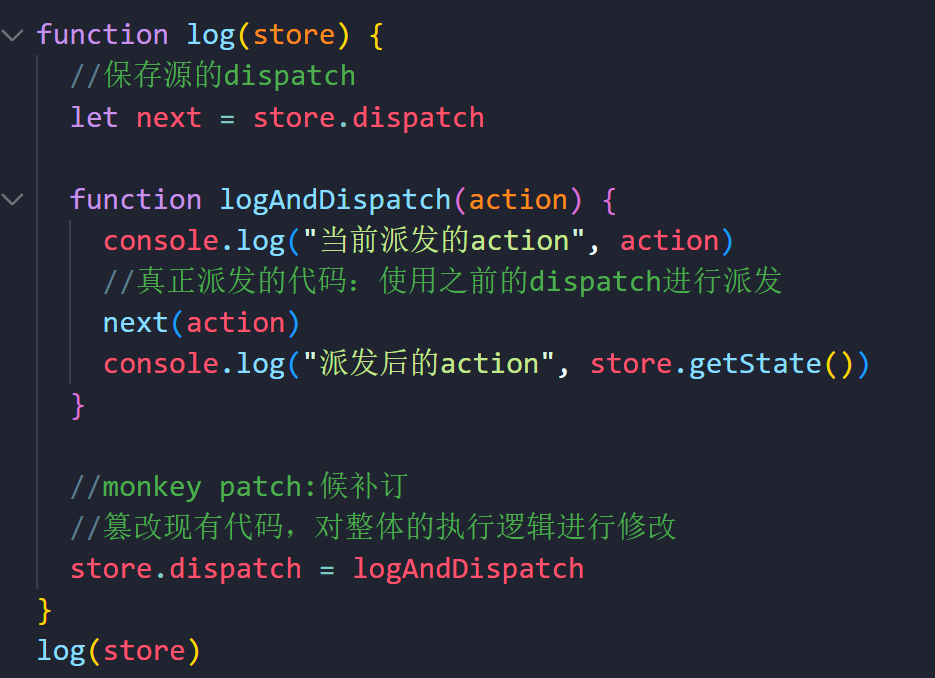 function log(store) {
//保存源的dispatch
let next = store.dispatch
function logAndDispatch(action) {
console.log("当前派发的action", action)
//真正派发的代码：使用之前的dispatch进行派发
next(action)
console.log("派发后的action", store.getState())
}
//monkey patch:候补订
//篡改现有代码，对整体的执行逻辑进行修改
store.dispatch = logAndDispatch
}
log(store)